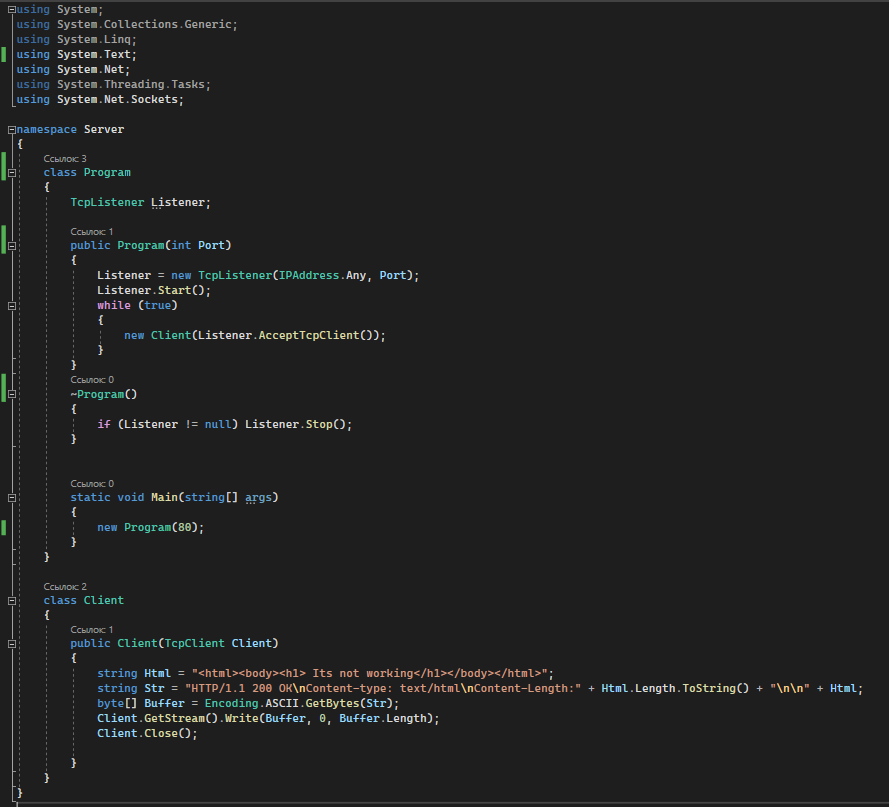 using System;
using System.Collections.Generic;
using System.Linq;
using System.Text;
using System.Net;
using System.Threading.Tasks;
using System.Net.Sockets;
namespace Server
{
Ссылок: 3
class Program
{
TcpListener Listener;
Ссылок: 1
public Program(int Port)
{
Listener = new TcpListener(IPAddress.Any, Port);
Listener.Start();
while (true)
{
new Client(Listener.AcceptTcpClient());
}
}
Ссылок: 0
~Program()
{
if (Listener != null) Listener.Stop();
}
Ссылок: 0
static void Main(string[] args)
{
new Program(80);
}
}
Ссылок: 2
class Client
{
Ссылок: 1
public Client(TcpClient Client)
{
string Html = "<html><body><h1> Its not working</h1></body></html>";
string Str = "HTTP/1.1 200 OK\nContent-type: text/html\nContent-Length:" + Html.Length.ToString() + "\n\n" + Html;
byte[] Buffer = Encoding.ASCII.GetBytes(Str);
Client.GetStream().Write(Buffer, 0, Buffer.Length);
Client.Close();
}
}
}